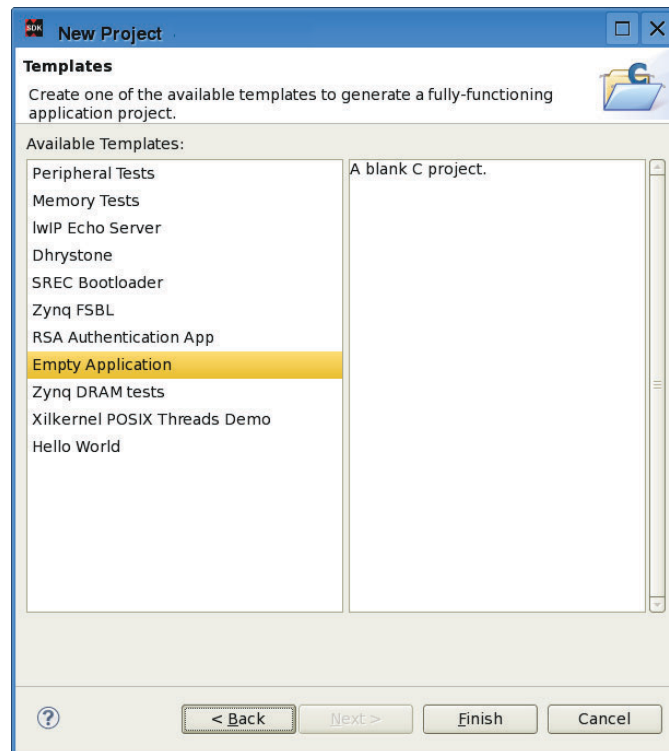 SDK New Project
Templates
Create one of the available templates to generate a fully-functioning
application project.
C
Available Templates:
Peripheral Tests
A blank C project.
Memory Tests
lwIP Echo Server
Dhrystone
SREC Bootloader
Zynq FSBL
RSA Authentication App
Empty Application
Zynq DRAM tests
Xilkernel POSIX Threads Demo
Hello World
? < Back Next > Finish Cancel